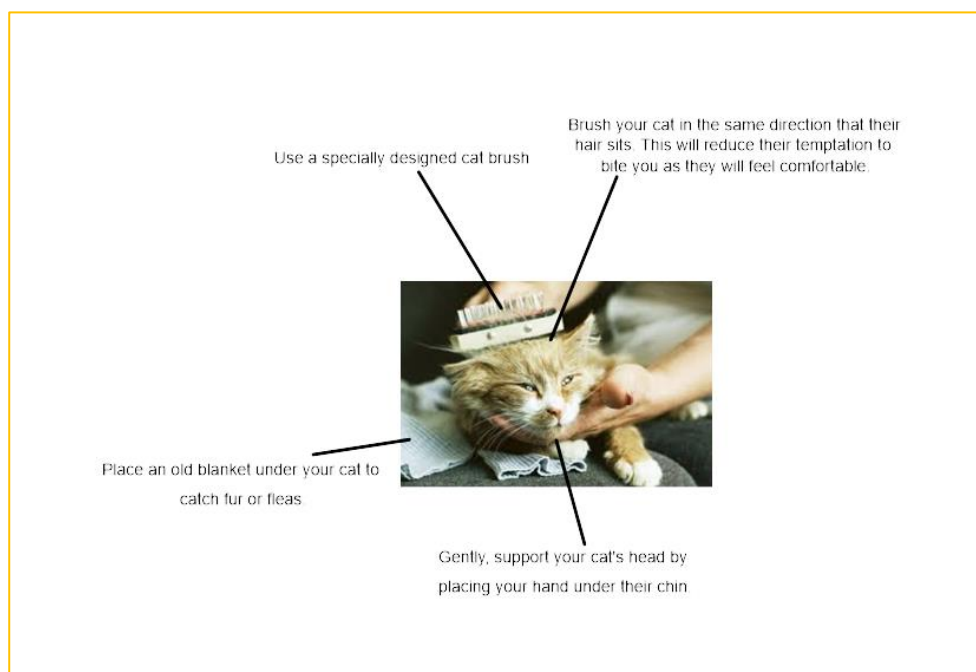 Brush your cat in the same direction that their
hair sits. This will reduce their temptation to
bite you as they will feel comfortable.
Use a specially designed cat brush
Place an old blanket under your cat to
catch fur or fleas.
Gently, support your cat's head by
placing your hand under their chin